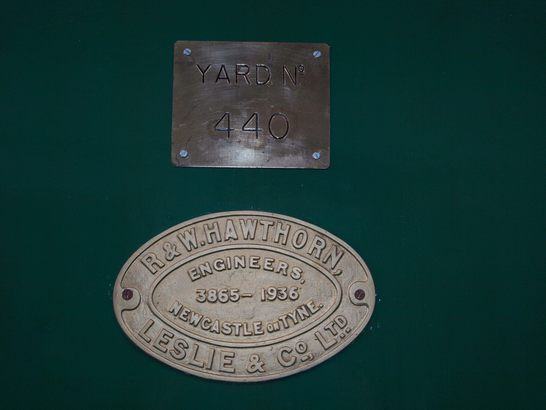 YARD Nº
440
R & W. HAWTHORN,
ENGINEERS,
3865- 1936
NEWCASTLE ON TYNE.
LESLIE & Cº, LTD.